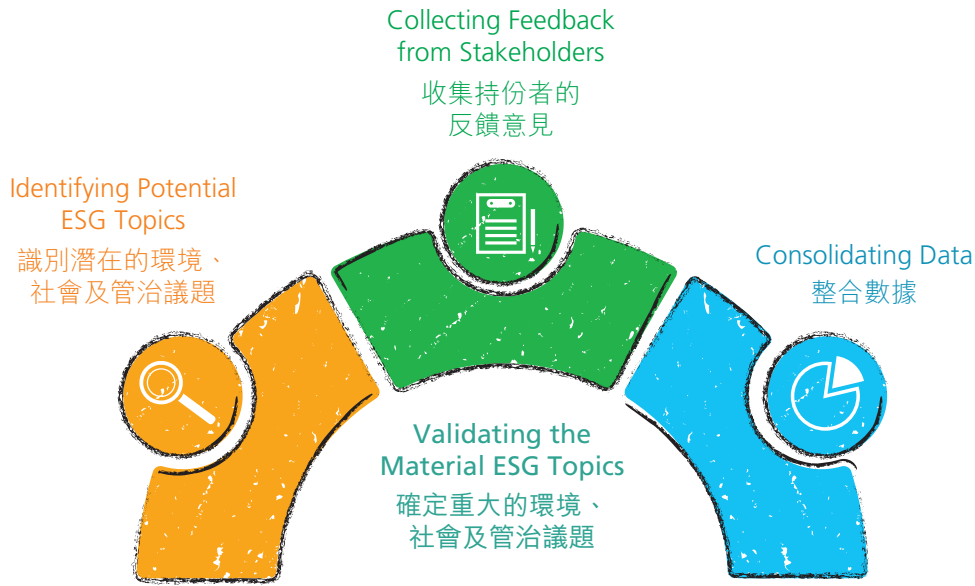 Identifying Potential
ESG Topics
識別潛在的環境、
社會及管治議題
Collecting Feedback
from Stakeholders
收集持份者的
反饋意見
Consolidating Data
整合數據
Validating the
Material ESG Topics
確定重大的環境、
社會及管治議題